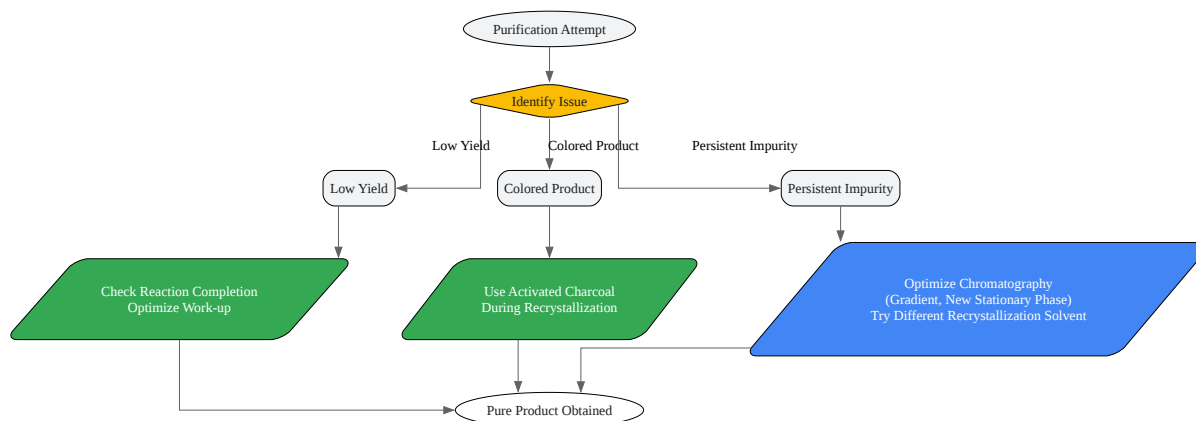 Purification Attempt
Identify Issue
Low Yield
Colored Product
Persistent Impurity
Low Yield
Colored Product
Persistent Impurity
Check Reaction Completion
Optimize Work-up
Use Activated Charcoal
During Recrystallization
Optimize Chromatography
(Gradient, New Stationary Phase)
Try Different Recrystallization Solvent
Pure Product Obtained